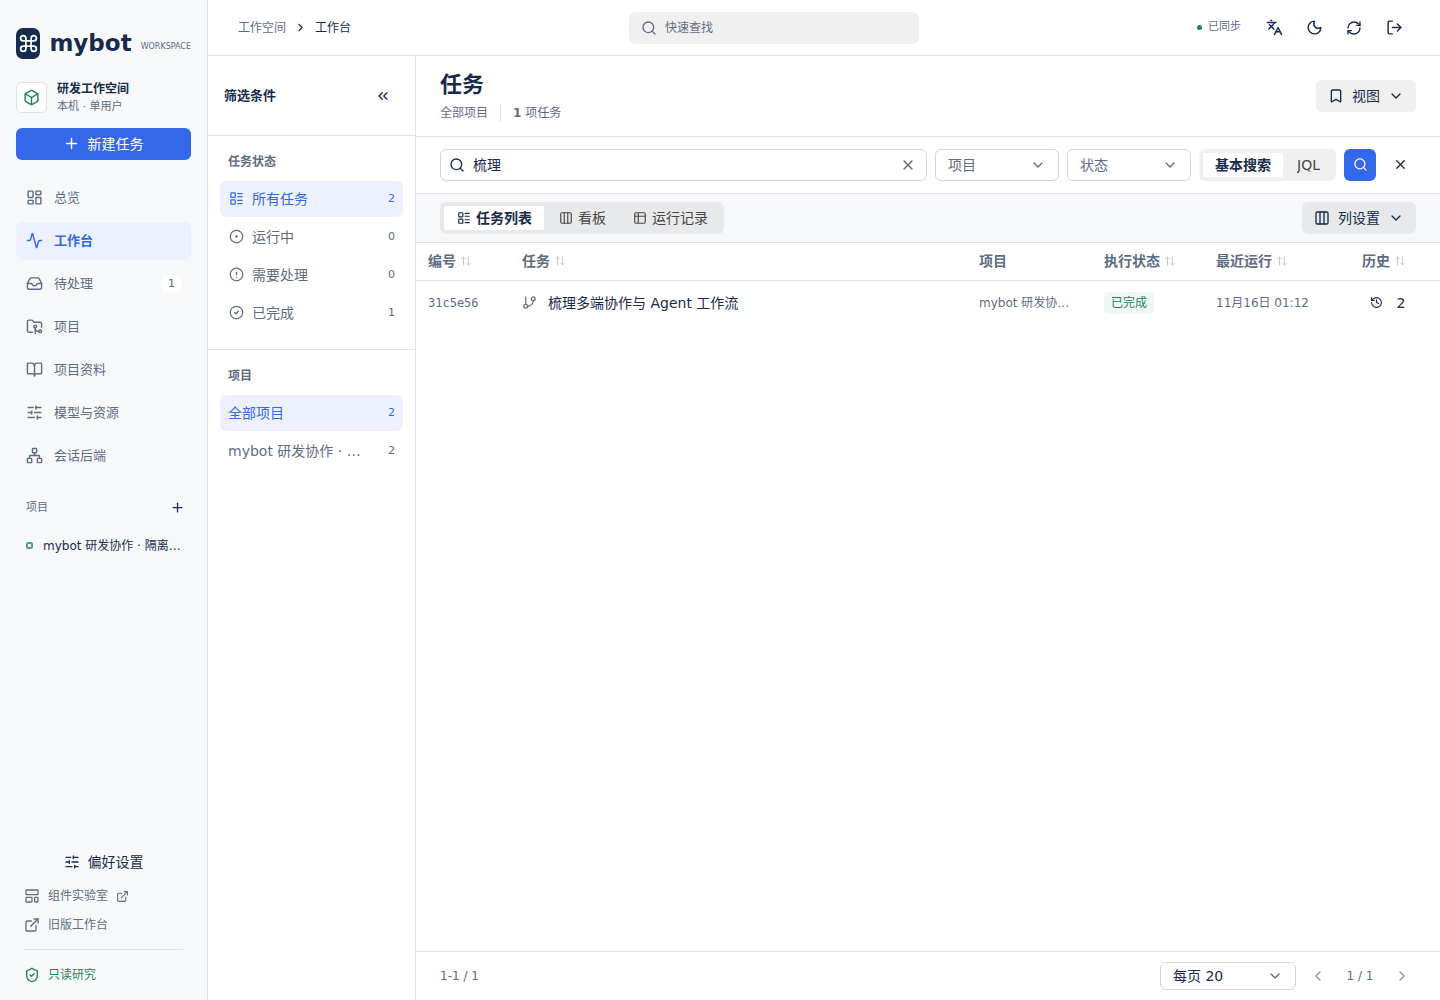 mybot WORKSPACE
研发工作空间
本机 · 单用户
新建任务
总览
工作台
待处理 1
项目
项目资料
模型与资源
会话后端
项目
mybot 研发协作 · 隔离...
偏好设置
组件实验室
旧版工作台
只读研究
工作空间 工作台
快速查找
已同步
筛选条件
任务状态
所有任务 2
运行中 0
需要处理 0
已完成 1
项目
全部项目 2
mybot 研发协作 · ... 2
任务
全部项目 1 项任务
视图
梳理 项目 状态 基本搜索 JQL
任务列表 看板 运行记录 列设置
编号 任务 项目 执行状态 最近运行 历史
31c5e56 梳理多端协作与 Agent 工作流 mybot 研发协... 已完成 11月16日 01:12 2
1-1 / 1 每页 20 1 / 1